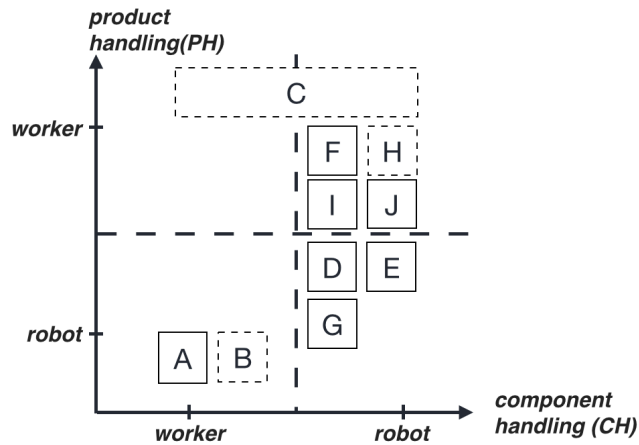 product
handling(PH)
C
worker
F H
I J
D E
G
robot
A B
component
handling (CH)
worker
robot